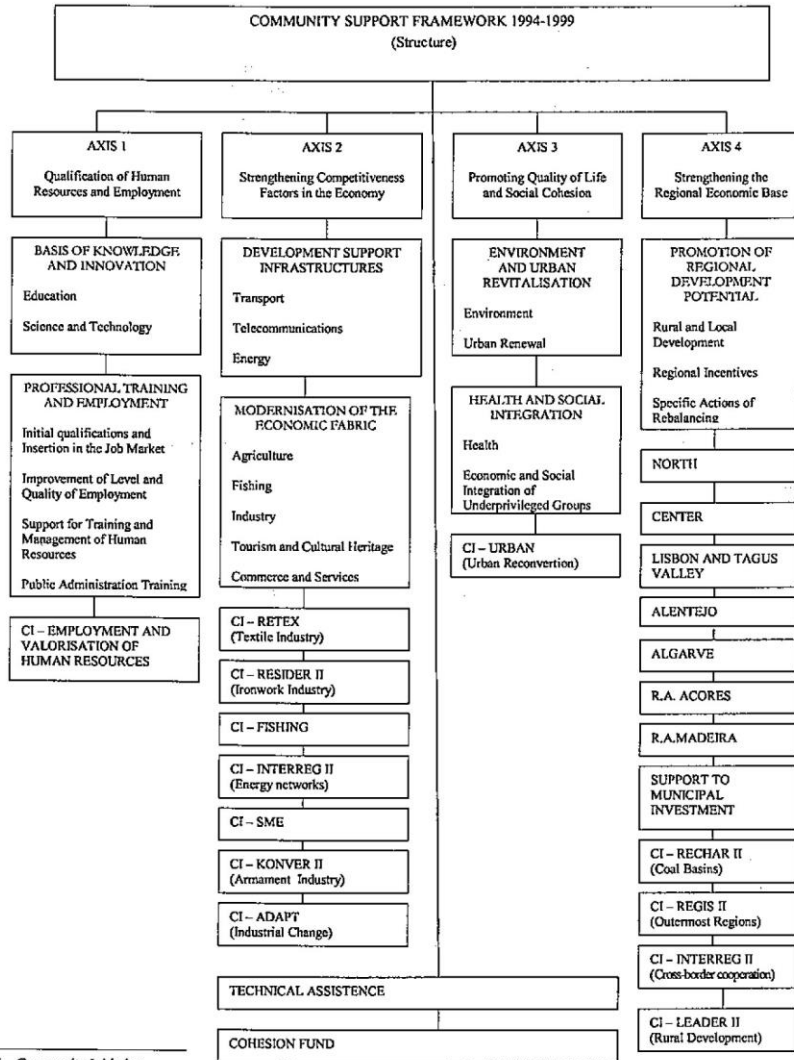 COMMUNITY SUPPORT FRAMEWORK 1994-1999
(Structure)
AXIS 1
Qualification of Human
Resources and Employment
BASIS OF KNOWLEDGE
AND INNOVATION
Education
Science and Technology
PROFESSIONAL TRAINING
AND EMPLOYMENT
Initial qualifications and
Insertion in the Job Market
Improvement of Level and
Quality of Employment
Support for Training and
Management of Human
Resources
Public Administration Training
CI – EMPLOYMENT AND
VALORISATION OF
HUMAN RESOURCES
AXIS 2
Strengthening Competitiveness
Factors in the Economy
DEVELOPMENT SUPPORT
INFRASTRUCTURES
Transport
Telecommunications
Energy
MODERNISATION OF THE
ECONOMIC FABRIC
Agriculture
Fishing
Industry
Tourism and Cultural Heritage
Commerce and Services
CI – RETEX
(Textile Industry)
CI – RESIDER II
(Ironwork Industry)
CI – FISHING
CI – INTERREG II
(Energy networks)
CI – SME
CI – KONVER II
(Armament Industry)
CI – ADAPT
(Industrial Change)
AXIS 3
Promoting Quality of Life
and Social Cohesion
ENVIRONMENT
AND URBAN
REVITALISATION
Environment
Urban Renewal
HEALTH AND SOCIAL
INTEGRATION
Health
Economic and Social
Integration of
Underprivileged Groups
CI – URBAN
(Urban Reconvertion)
AXIS 4
Strengthening the
Regional Economic Base
PROMOTION OF
REGIONAL
DEVELOPMENT
POTENTIAL
Rural and Local
Development
Regional Incentives
Specific Actions of
Rebalancing
NORTH
CENTER
LISBON AND TAGUS
VALLEY
ALENTEJO
ALGARVE
R.A. ACORES
R.A.MADEIRA
SUPPORT TO
MUNICIPAL
INVESTMENT
CI – RECHAR II
(Coal Basins)
CI – REGIS II
(Outermost Regions)
CI – INTERREG II
(Cross-border cooperation)
CI – LEADER II
(Rural Development)
TECHNICAL ASSISTENCE
COHESION FUND